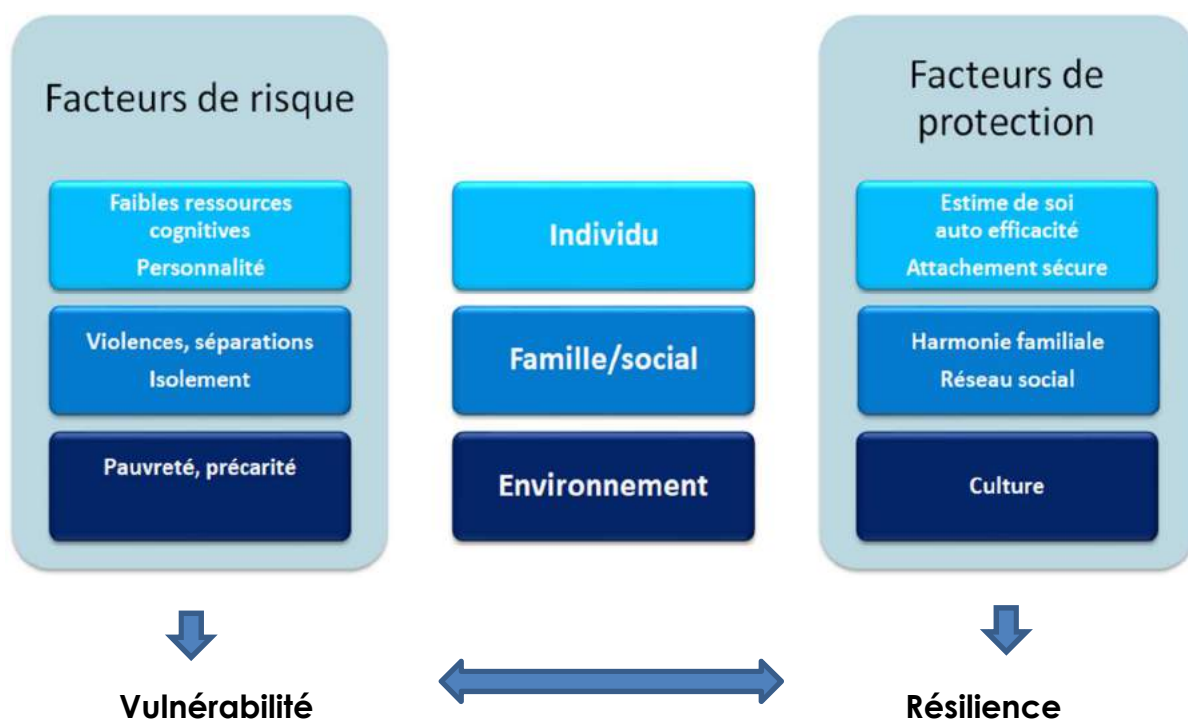 Facteurs de risque
Faibles ressources
cognitives
Personnalité
Violences, séparations
Isolement
Pauvreté, précarité
Individu
Famille/social
Environnement
Facteurs de
protection
Estime de soi
auto efficacité
Attachement sécure
Harmonie familiale
Réseau social
Culture
Vulnérabilité
Résilience